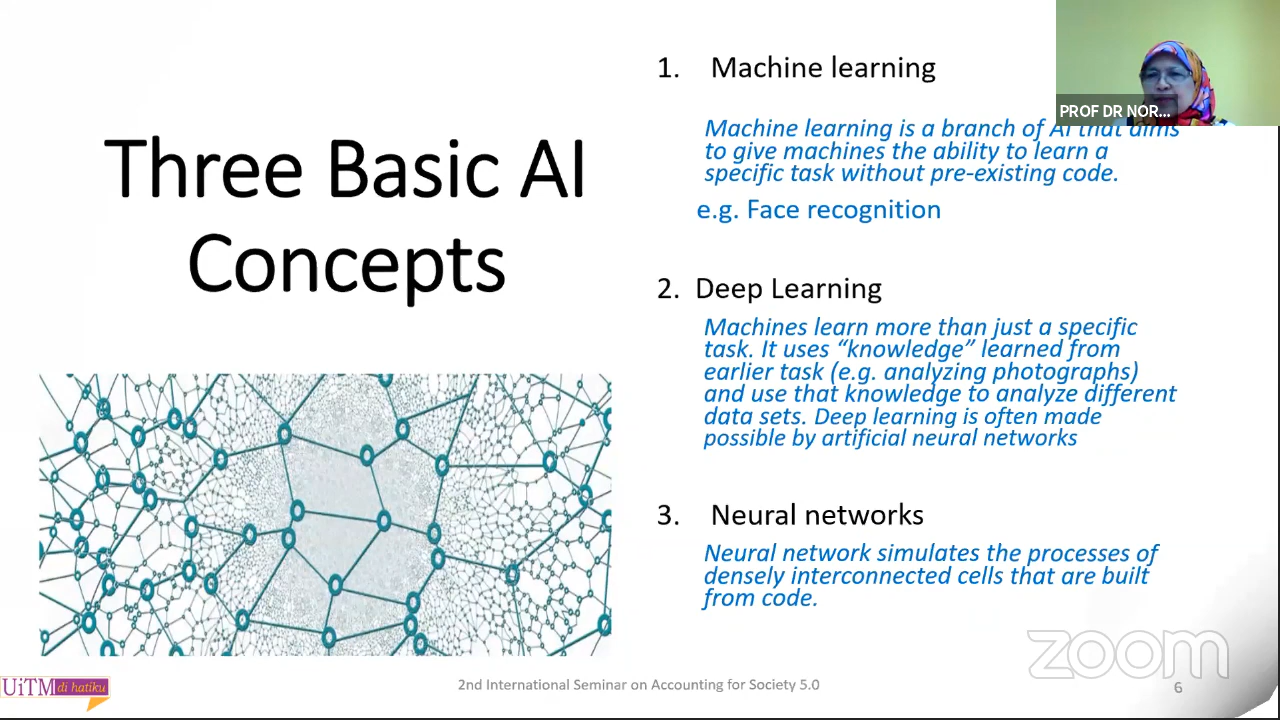 Three Basic AI
Concepts
1. Machine learning
Machine learning is a branch of AI that aims
to give machines the ability to learn a
specific task without pre-existing code.
e.g. Face recognition
2. Deep Learning
Machines learn more than just a specific
task. It uses “knowledge” learned from
earlier task (e.g. analyzing photographs)
and use that knowledge to analyze different
data sets. Deep learning is often made
possible by artificial neural networks
3. Neural networks
Neural network simulates the processes of
densely interconnected cells that are built
from code.
PROF DR NOR...
zoom
UiTM di hatiku
2nd International Seminar on Accounting for Society 5.0
6